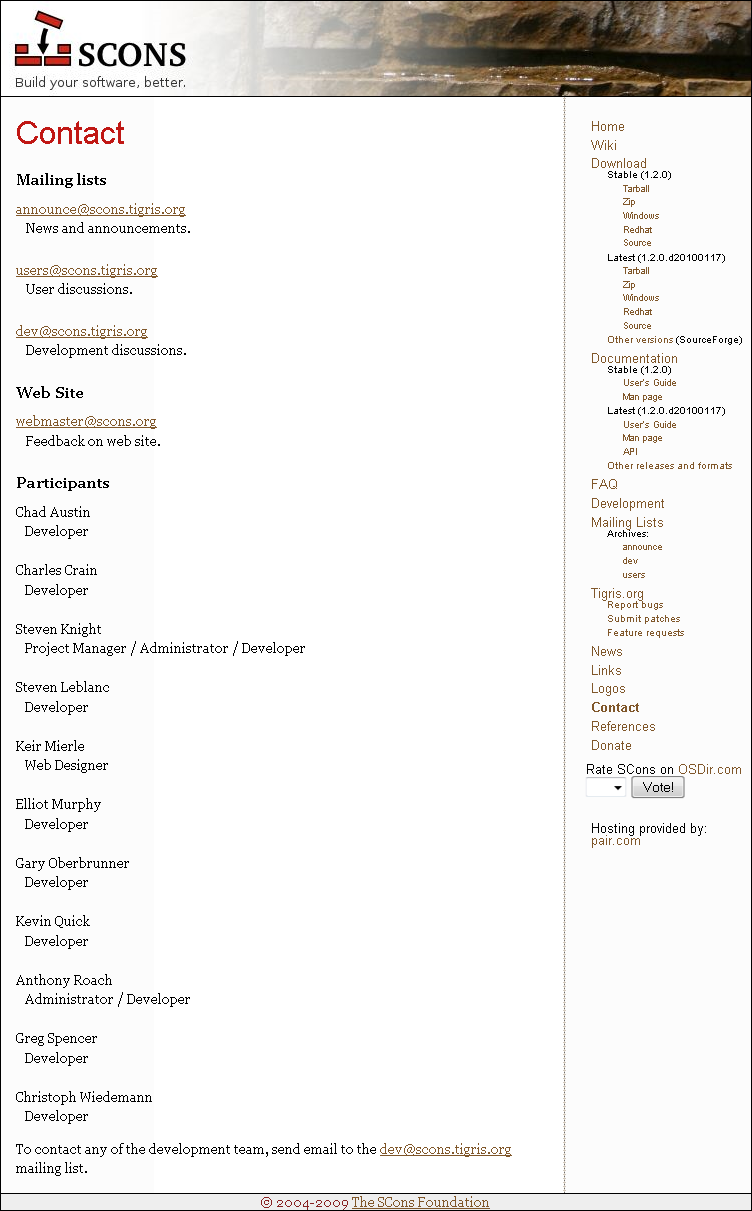 SCONS
Build your software, better.
Contact
Mailing lists
announce@scons.tigris.org
News and announcements.
users@scons.tigris.org
User discussions.
dev@scons.tigris.org
Development discussions.
Web Site
webmaster@scons.org
Feedback on web site.
Participants
Chad Austin
Developer
Charles Crain
Developer
Steven Knight
Project Manager / Administrator / Developer
Steven Leblanc
Developer
Keir Mierle
Web Designer
Elliot Murphy
Developer
Gary Oberbrunner
Developer
Kevin Quick
Developer
Anthony Roach
Administrator / Developer
Greg Spencer
Developer
Christoph Wiedemann
Developer
To contact any of the development team, send email to the dev@scons.tigris.org
mailing list.
Home
Wiki
Download
Stable (1.2.0)
Tarball
Zip
Windows
Redhat
Source
Latest (1.2.0.d20100117)
Tarball
Zip
Windows
Redhat
Source
Other versions (SourceForge)
Documentation
Stable (1.2.0)
User's Guide
Man page
Latest (1.2.0.d20100117)
User's Guide
Man page
API
Other releases and formats
FAQ
Development
Mailing Lists
Archives:
announce
dev
users
Tigris.org
Report bugs
Submit patches
Feature requests
News
Links
Logos
Contact
References
Donate
Rate SCons on OSDir.com
Vote!
Hosting provided by:
pair.com
© 2004-2009 The SCons Foundation